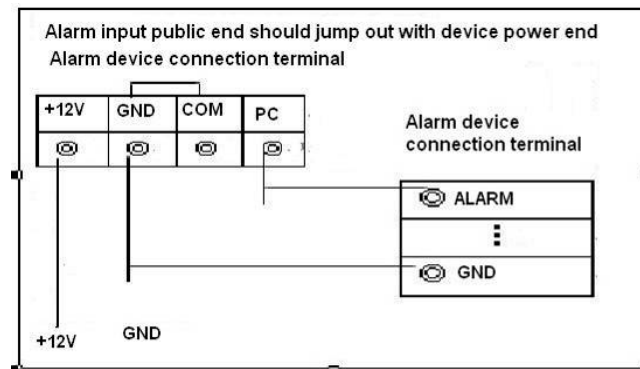 Alarm input public end should jump out with device power end
Alarm device connection terminal
+12V GND COM PC
Alarm device
connection terminal
ALARM
GND
+12V GND